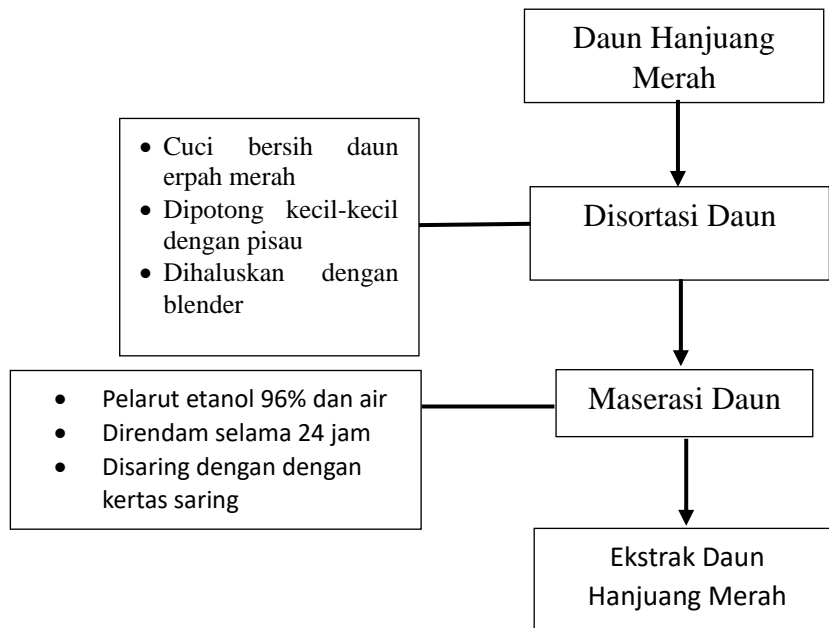 Daun Hanjuang
Merah
• Cuci bersih daun
erpah merah
• Dipotong kecil-kecil
dengan pisau
• Dihaluskan dengan
blender
Disortasi Daun
• Pelarut etanol 96% dan air
• Direndam selama 24 jam
• Disaring dengan dengan
kertas saring
Maserasi Daun
Ekstrak Daun
Hanjuang Merah